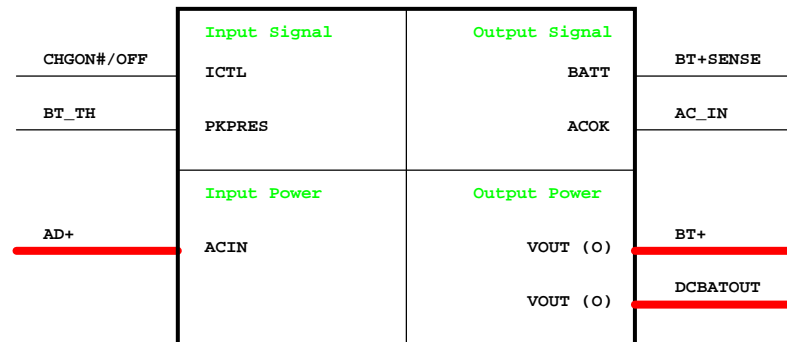 Input Signal Output Signal
CHGON#/OFF ICTL BATT BT+SENSE
BT_TH PKPRES ACOK AC_IN
Input Power Output Power
AD+ ACIN VOUT (O) BT+
VOUT (O) DCBATOUT